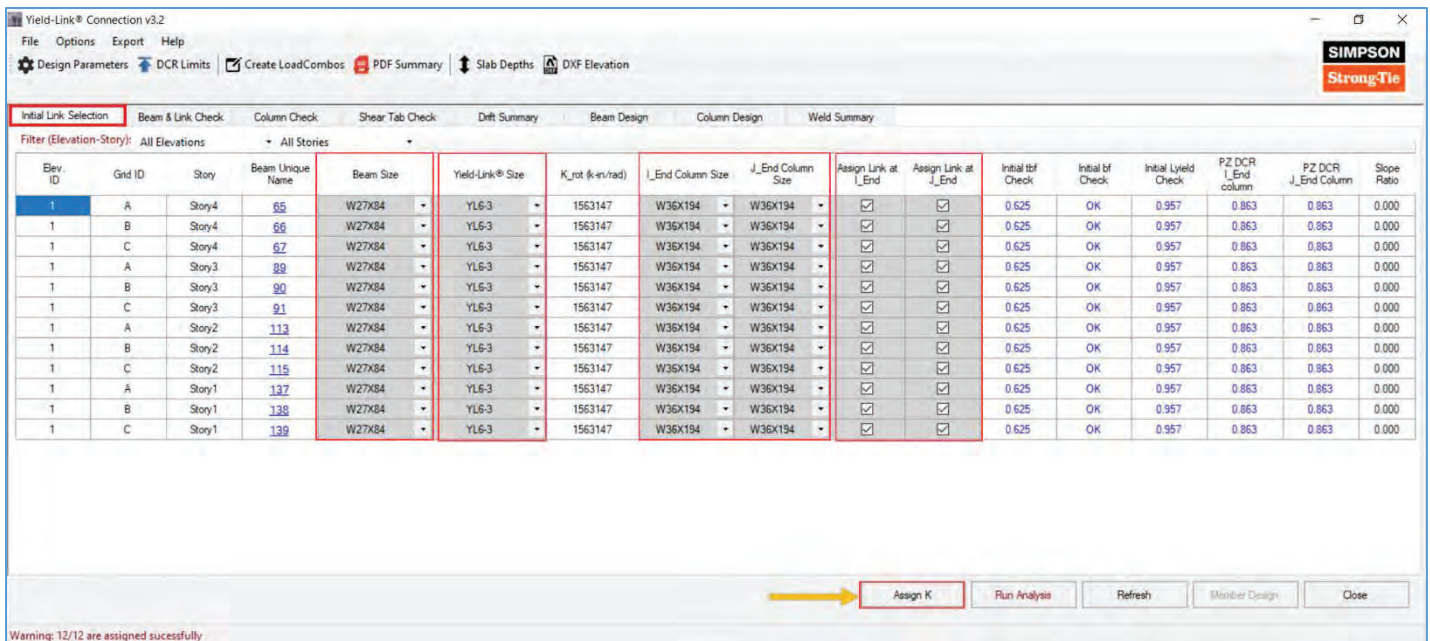 Yield-Link® Connection v3.2
File Options Export Help
Design Parameters DCR Limits Create LoadCombos PDF Summary Slab Depths DXF Elevation
SIMPSON
Strong-Tie
Initial Link Selection Beam & Link Check Column Check Shear Tab Check Drift Summary Beam Design Column Design Weld Summary
Filter (Elevation-Story): All Elevations All Stories
Elev. ID Grid ID Story Beam Unique Name Beam Size Yield-Link® Size K_rot (k-in/rad) I_End Column Size J_End Column Size Assign Link at I_End Assign Link at J_End Initial tbf Check Initial bf Check Initial Lyield Check PZ DCR I_End column PZ DCR J_End Column Slope Ratio
1 A Story4 65 W27X84 YL6-3 1563147 W36X194 W36X194 0.625 OK 0.957 0.863 0.863 0.000
1 B Story4 66 W27X84 YL6-3 1563147 W36X194 W36X194 0.625 OK 0.957 0.863 0.863 0.000
1 C Story4 67 W27X84 YL6-3 1563147 W36X194 W36X194 0.625 OK 0.957 0.863 0.863 0.000
1 A Story3 89 W27X84 YL6-3 1563147 W36X194 W36X194 0.625 OK 0.957 0.863 0.863 0.000
1 B Story3 90 W27X84 YL6-3 1563147 W36X194 W36X194 0.625 OK 0.957 0.863 0.863 0.000
1 C Story3 91 W27X84 YL6-3 1563147 W36X194 W36X194 0.625 OK 0.957 0.863 0.863 0.000
1 A Story2 113 W27X84 YL6-3 1563147 W36X194 W36X194 0.625 OK 0.957 0.863 0.863 0.000
1 B Story2 114 W27X84 YL6-3 1563147 W36X194 W36X194 0.625 OK 0.957 0.863 0.863 0.000
1 C Story2 115 W27X84 YL6-3 1563147 W36X194 W36X194 0.625 OK 0.957 0.863 0.863 0.000
1 A Story1 137 W27X84 YL6-3 1563147 W36X194 W36X194 0.625 OK 0.957 0.863 0.863 0.000
1 B Story1 138 W27X84 YL6-3 1563147 W36X194 W36X194 0.625 OK 0.957 0.863 0.863 0.000
1 C Story1 139 W27X84 YL6-3 1563147 W36X194 W36X194 0.625 OK 0.957 0.863 0.863 0.000
Assign K Run Analysis Refresh Member Design Close
Warning: 12/12 are assigned sucessfully